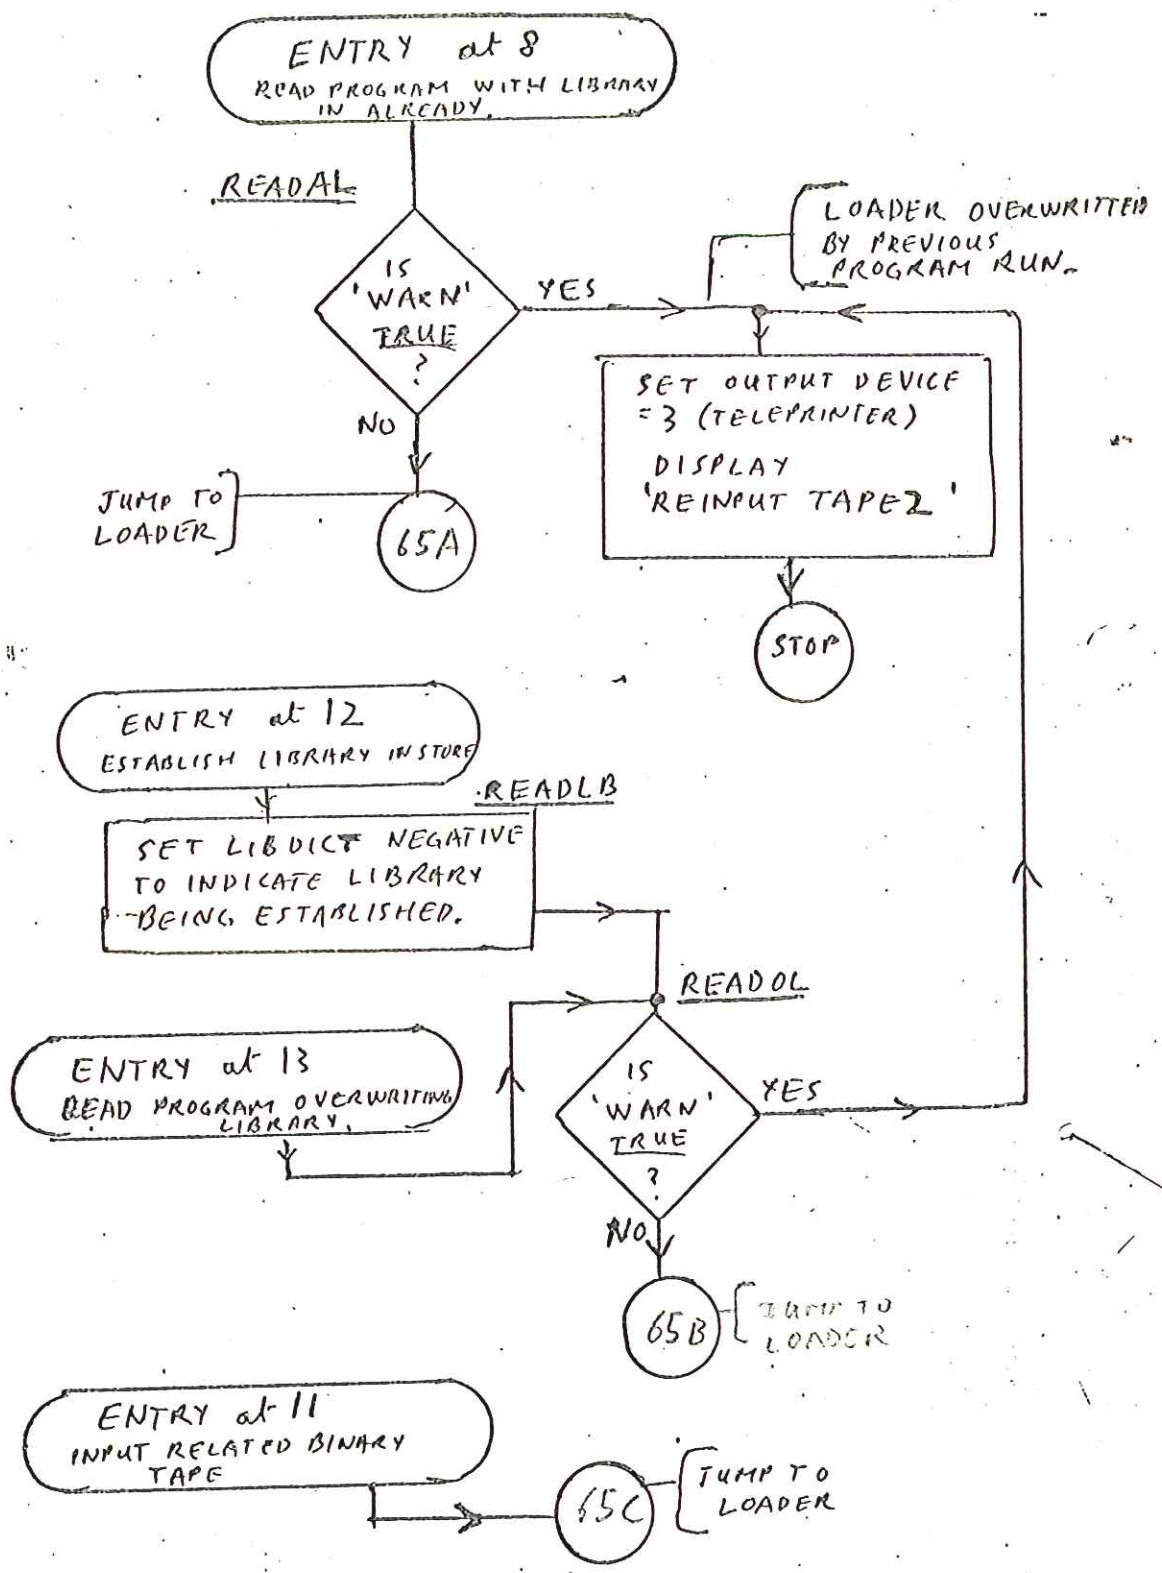 ENTRY at 8
READ PROGRAM WITH LIBRARY
IN ALREADY.
READAL
IS
'WARN'
TRUE
?
YES
NO
LOADER OVERWRITTED
BY PREVIOUS
PROGRAM RUN.
SET OUTPUT DEVICE
=3 (TELEPRINTER)
DISPLAY
'REINPUT TAPE2'
STOP
JUMP TO
LOADER
65A
ENTRY at 12
ESTABLISH LIBRARY IN STORE
READLB
SET LIBDICT NEGATIVE
TO INDICATE LIBRARY
BEING ESTABLISHED.
READOL
ENTRY at 13
READ PROGRAM OVERWRITING
LIBRARY.
IS
'WARN'
TRUE
?
YES
NO
65B
JUMP TO
LOADER
ENTRY at 11
INPUT RELATED BINARY
TAPE
65C
JUMP TO
LOADER